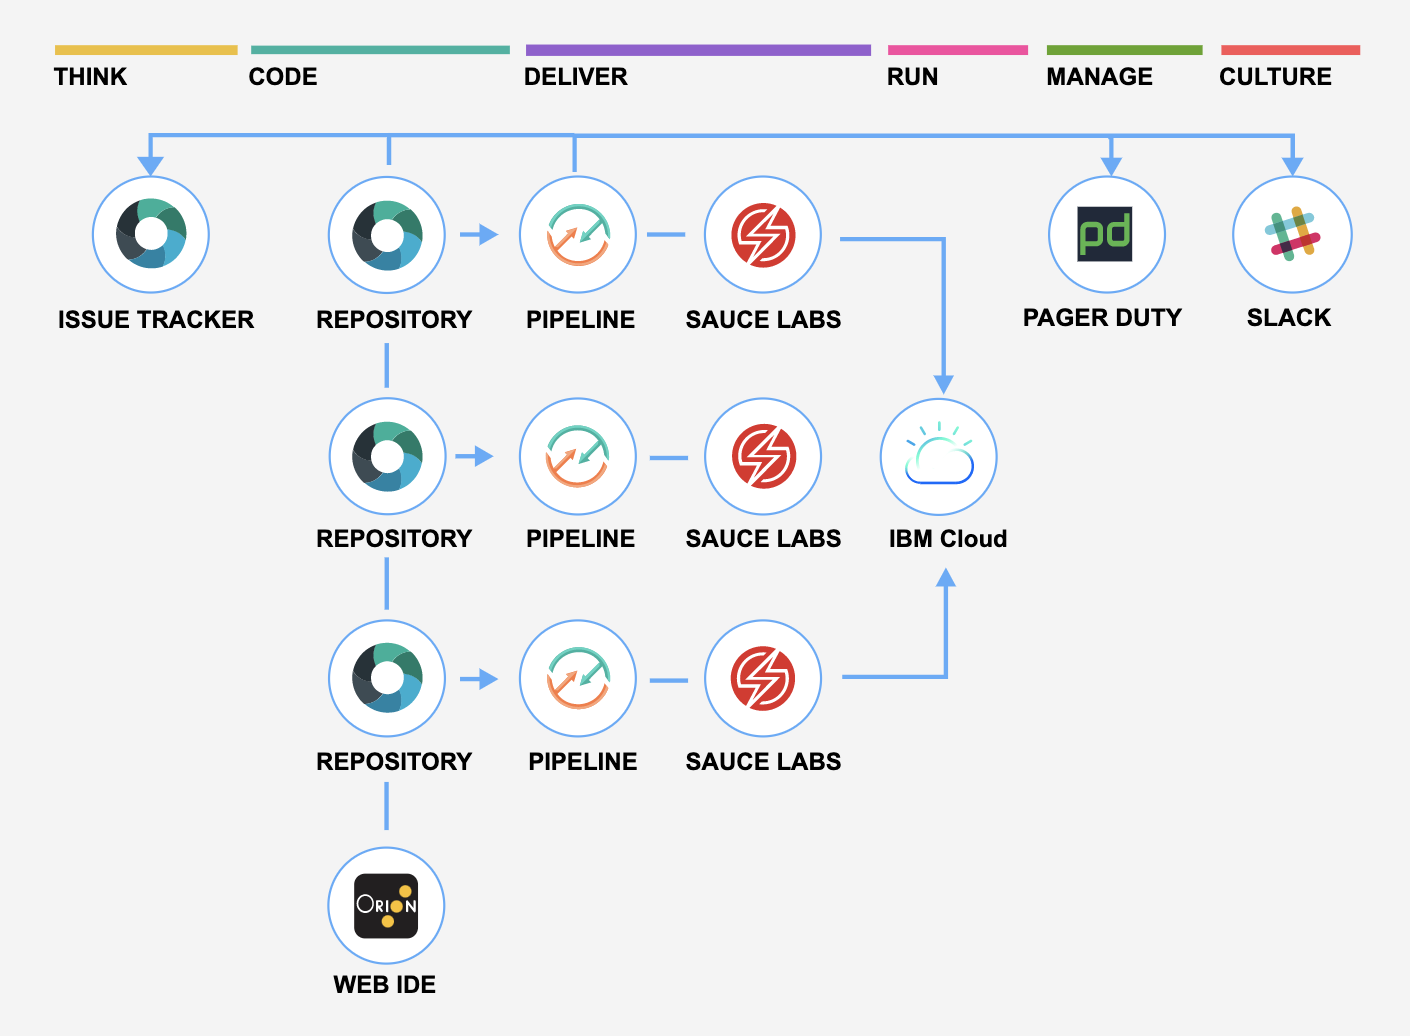 THINK
CODE
DELIVER
RUN
MANAGE
CULTURE
pd
ISSUE TRACKER
REPOSITORY
PIPELINE
SAUCE LABS
PAGER DUTY
SLACK
REPOSITORY
PIPELINE
SAUCE LABS
IBM Cloud
REPOSITORY
PIPELINE
SAUCE LABS
ORION
WEB IDE